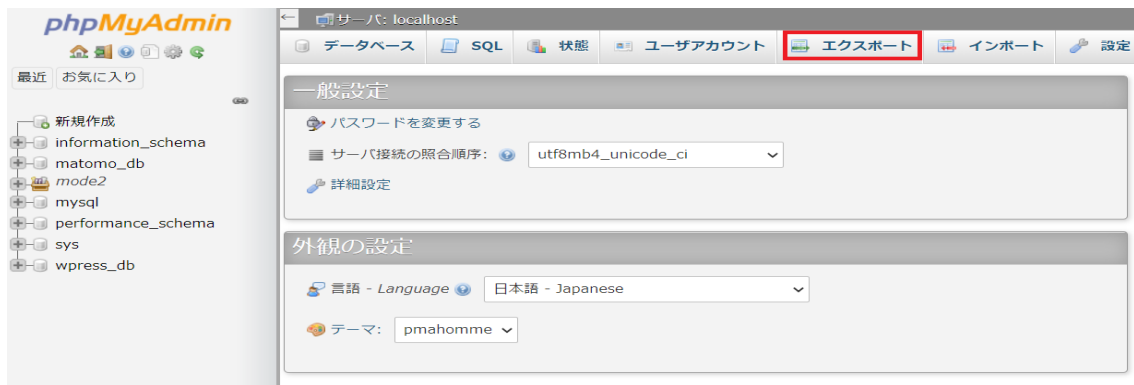 phpMyAdmin
最近 お気に入り
新規作成
information_schema
matomo_db
mode2
mysql
performance_schema
sys
wpress_db
サーバ: localhost
データベース SQL 状態 ユーザアカウント エクスポート インポート 設定
一般設定
パスワードを変更する
サーバ接続の照合順序: utf8mb4_unicode_ci
詳細設定
外観の設定
言語 - Language 日本語 - Japanese
テーマ: pmahomme